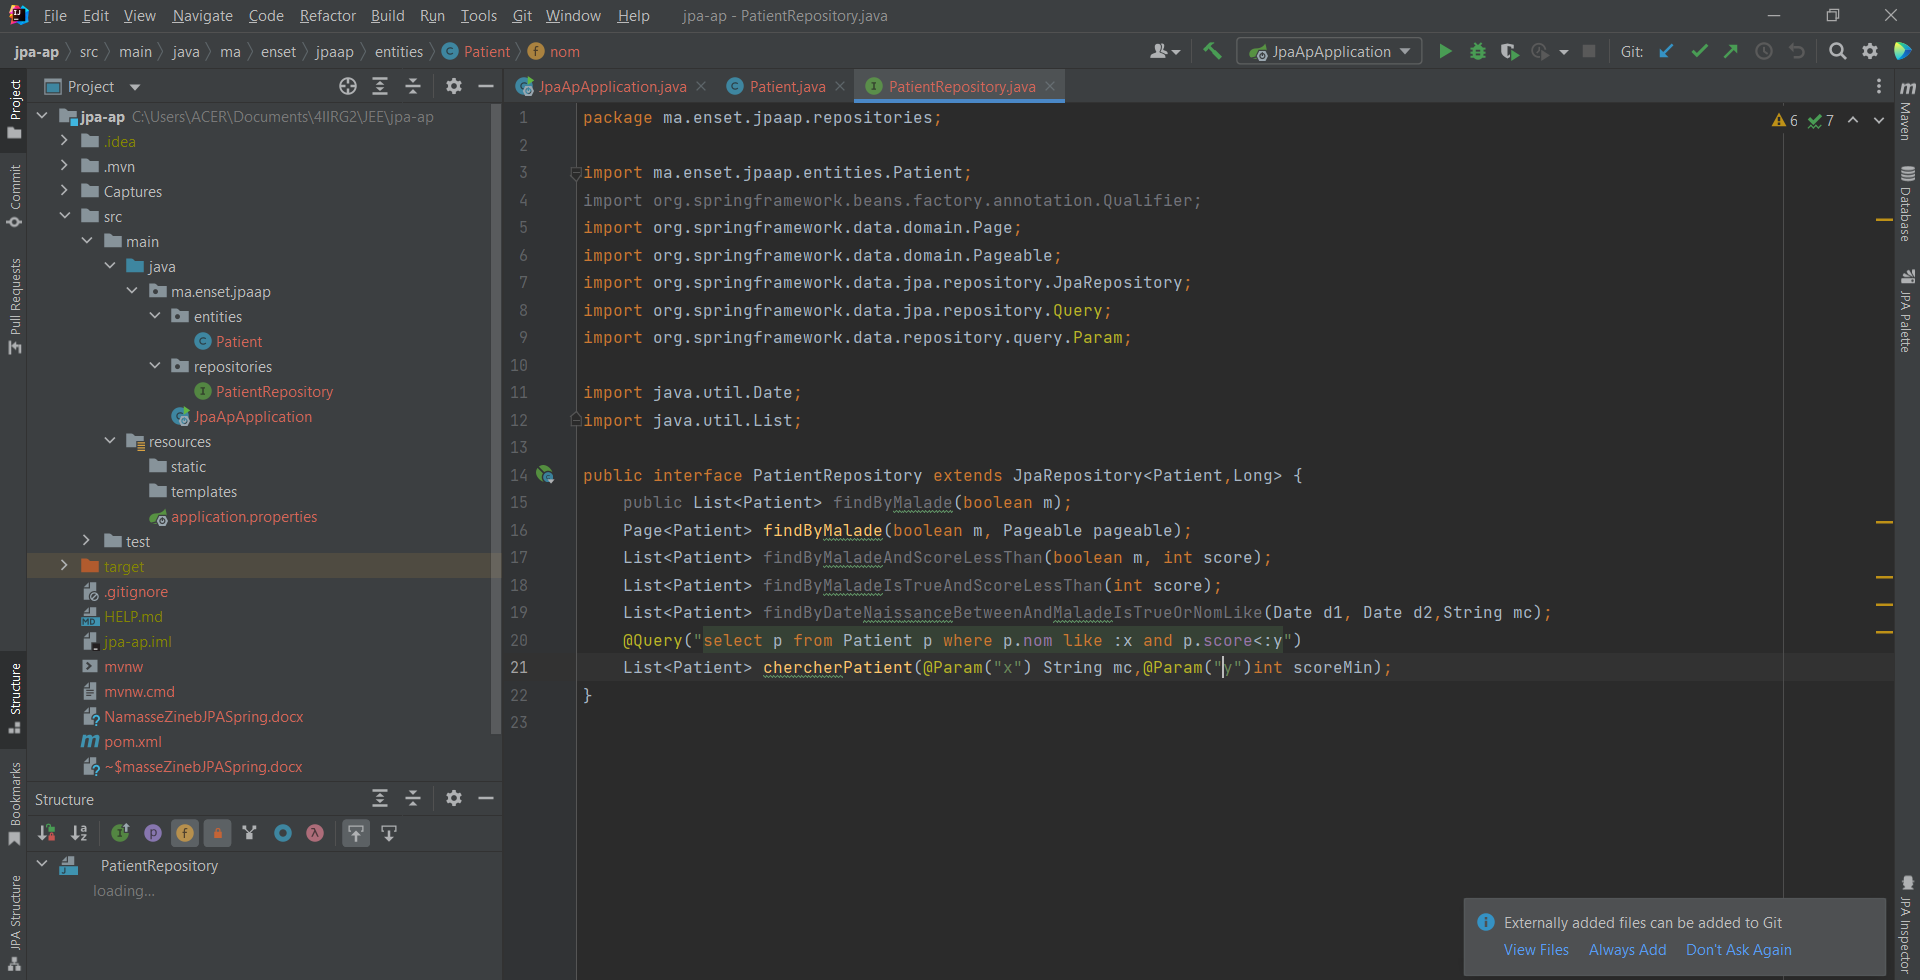 File Edit View Navigate Code Refactor Build Run Tools Git Window Help jpa-ap - PatientRepository.java
jpa-ap src main java ma enset jpaap entities Patient nom JpaApApplication Git:
Project
JpaApApplication.java Patient.java PatientRepository.java
jpa-ap C:\Users\ACER\Documents\4IIRG2\JEE\jpa-ap
.idea
.mvn
Captures
src
main
java
ma.enset.jpaap
entities
Patient
repositories
PatientRepository
JpaApApplication
resources
static
templates
application.properties
test
target
.gitignore
HELP.md
jpa-ap.iml
mvnw
mvnw.cmd
NamasseZinebJPASpring.docx
pom.xml
~$masseZinebJPASpring.docx
Structure
PatientRepository
loading...
Project
Commit
Pull Requests
Structure
Bookmarks
JPA Structure
1 package ma.enset.jpaap.repositories;
2
3 import ma.enset.jpaap.entities.Patient;
4 import org.springframework.beans.factory.annotation.Qualifier;
5 import org.springframework.data.domain.Page;
6 import org.springframework.data.domain.Pageable;
7 import org.springframework.data.jpa.repository.JpaRepository;
8 import org.springframework.data.jpa.repository.Query;
9 import org.springframework.data.repository.query.Param;
10
11 import java.util.Date;
12 import java.util.List;
13
14 public interface PatientRepository extends JpaRepository<Patient,Long> {
15 public List<Patient> findByMalade(boolean m);
16 Page<Patient> findByMalade(boolean m, Pageable pageable);
17 List<Patient> findByMaladeAndScoreLessThan(boolean m, int score);
18 List<Patient> findByMaladeIsTrueAndScoreLessThan(int score);
19 List<Patient> findByDateNaissanceBetweenAndMaladeIsTrueOrNomLike(Date d1, Date d2,String mc);
20 @Query("select p from Patient p where p.nom like :x and p.score<:y")
21 List<Patient> chercherPatient(@Param("x") String mc,@Param("y")int scoreMin);
22 }
23
6 7
Maven
Database
JPA Palette
JPA Inspector
Externally added files can be added to Git
View Files Always Add Don't Ask Again